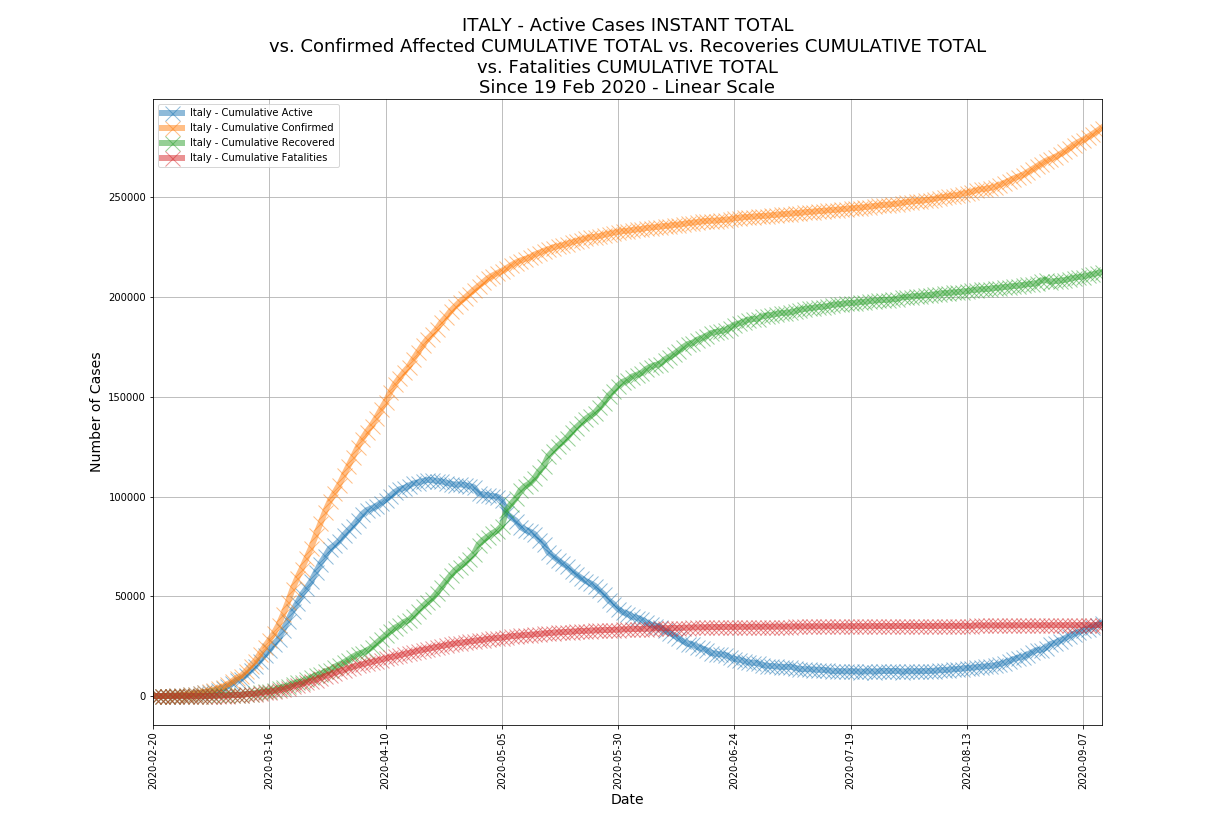 ITALY - Active Cases INSTANT TOTAL
vs. Confirmed Affected CUMULATIVE TOTAL vs. Recoveries CUMULATIVE TOTAL
vs. Fatalities CUMULATIVE TOTAL
Since 19 Feb 2020 - Linear Scale
Italy - Cumulative Active
Italy - Cumulative Confirmed
Italy - Cumulative Recovered
Italy - Cumulative Fatalities
Number of Cases
250000
200000
150000
100000
50000
0
2020-02-20
2020-03-16
2020-04-10
2020-05-05
2020-05-30
2020-06-24
2020-07-19
2020-08-13
2020-09-07
Date